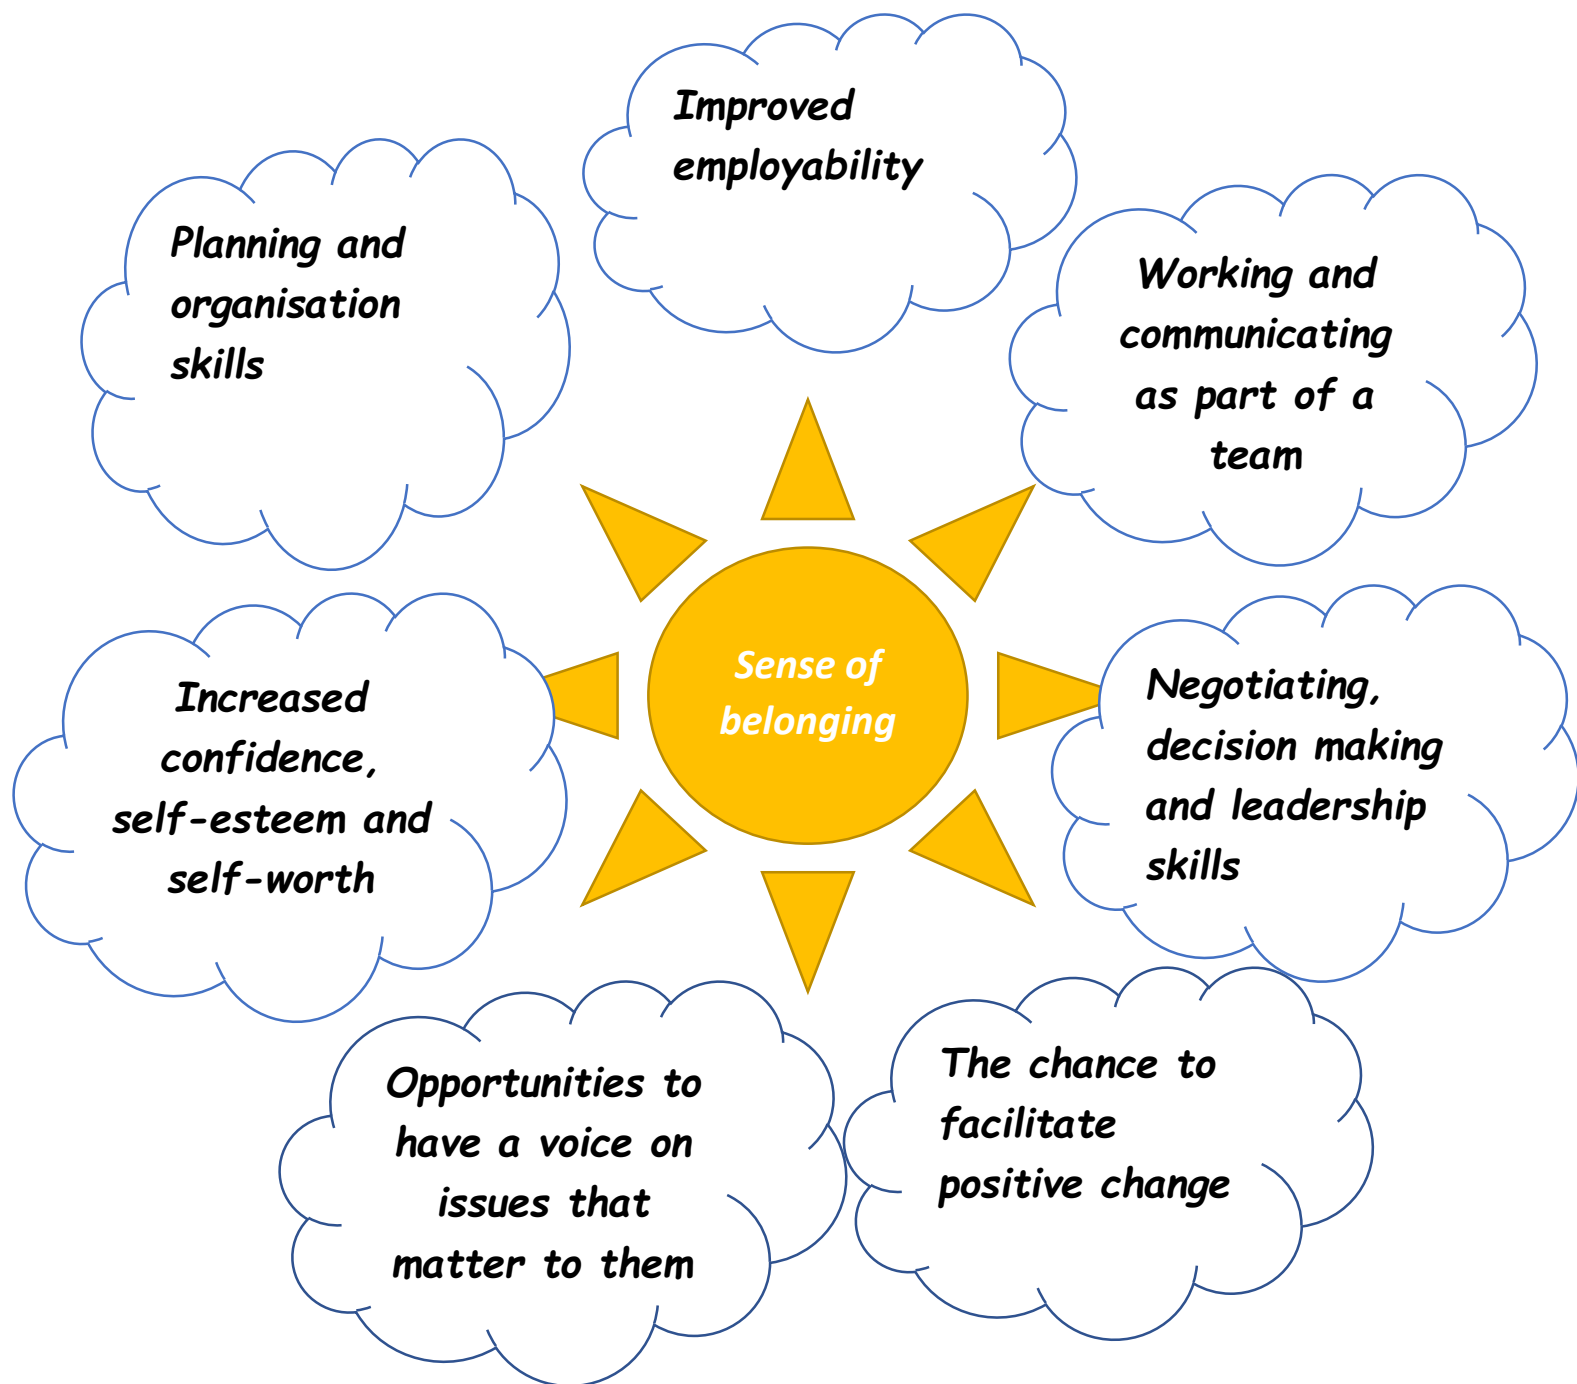 Improved
employability
Planning and
organisation
skills
Working and
communicating
as part of a
team
Sense of
belonging
Increased
confidence,
self-esteem and
self-worth
Negotiating,
decision making
and leadership
skills
Opportunities to
have a voice on
issues that
matter to them
The chance to
facilitate
positive change